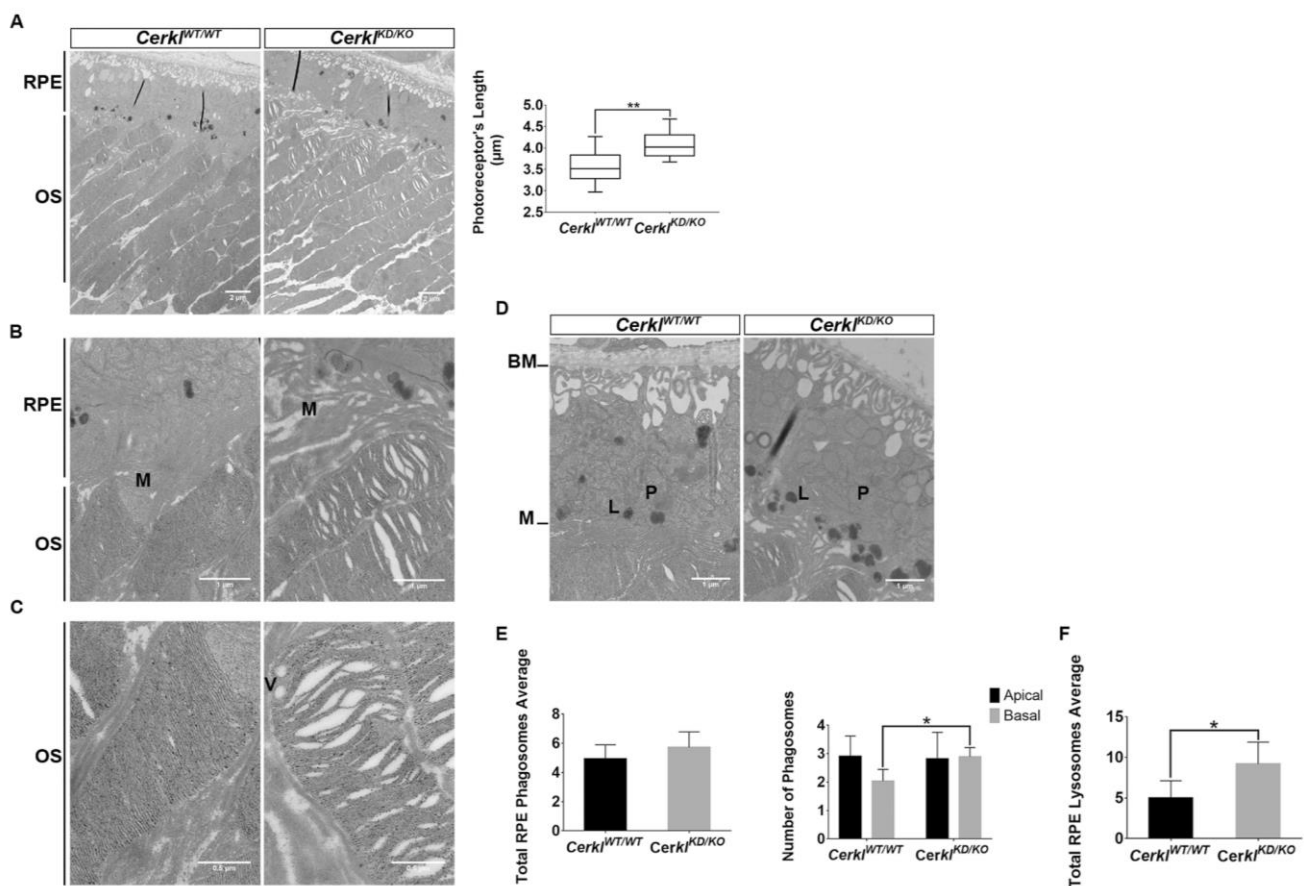 A
Cerkl^WT/WT
Cerkl^KD/KO
RPE
OS
2 µm
2 µm
Photoreceptor's Length
(µm)
5.0
4.5
4.0
3.5
3.0
2.5
**
Cerkl^WT/WT Cerkl^KD/KO
B
RPE
OS
M
M
1 µm
1 µm
C
OS
V
0.5 µm
D
Cerkl^WT/WT
Cerkl^KD/KO
BM
M
L
P
L
P
1 µm
1 µm
E
Total RPE Phagosomes Average
8
6
4
2
0
Cerkl^WT/WT
Cerkl^KD/KO
Number of Phagosomes
4
3
2
1
0
*
Apical
Basal
Cerkl^WT/WT
Cerkl^KD/KO
F
Total RPE Lysosomes Average
15
10
5
0
*
Cerkl^WT/WT
Cerkl^KD/KO